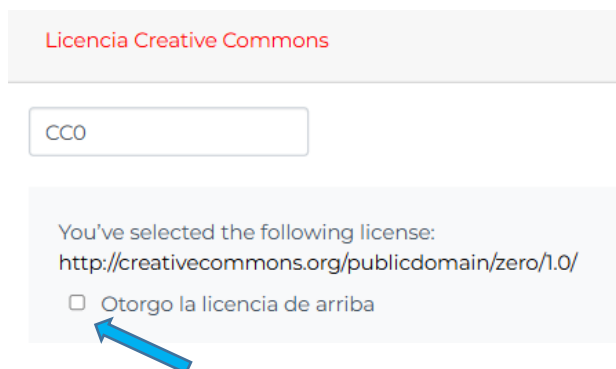 Licencia Creative Commons
CC0
You've selected the following license:
http://creativecommons.org/publicdomain/zero/1.0/
Otorgo la licencia de arriba